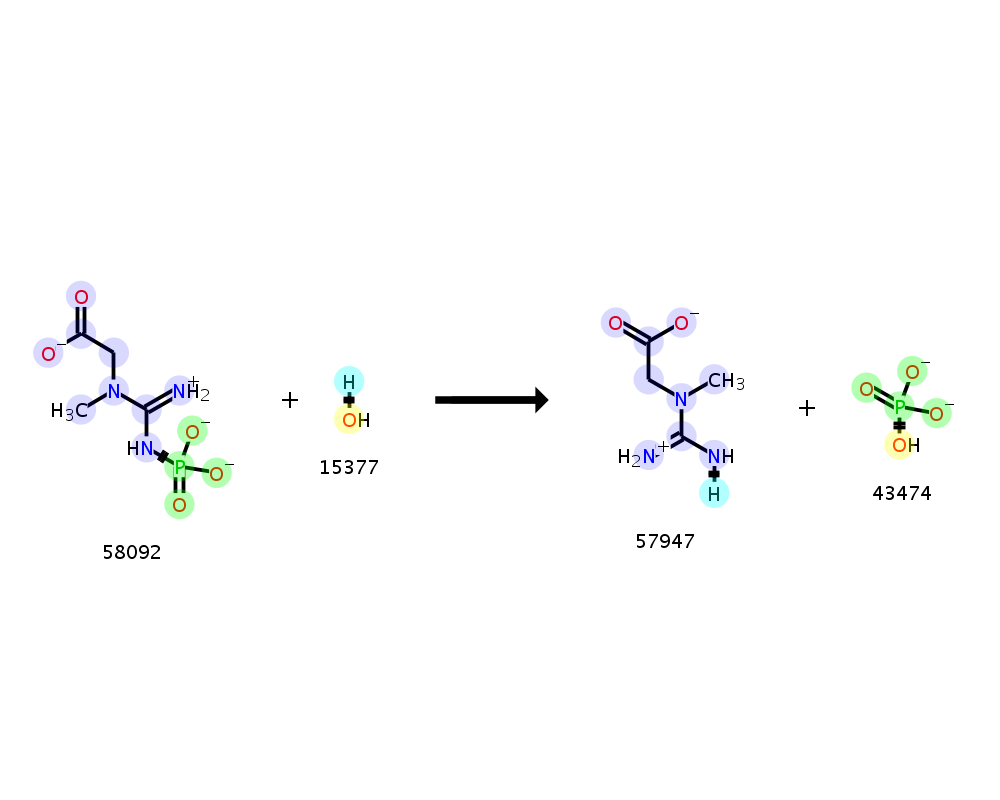 O
O−
N
H3C
NH2+
HN
O−
P
O−
O
58092
+
H
OH
15377
O
O−
CH3
N
H2N+
NH
H
57947
+
O−
O
P
O−
OH
43474